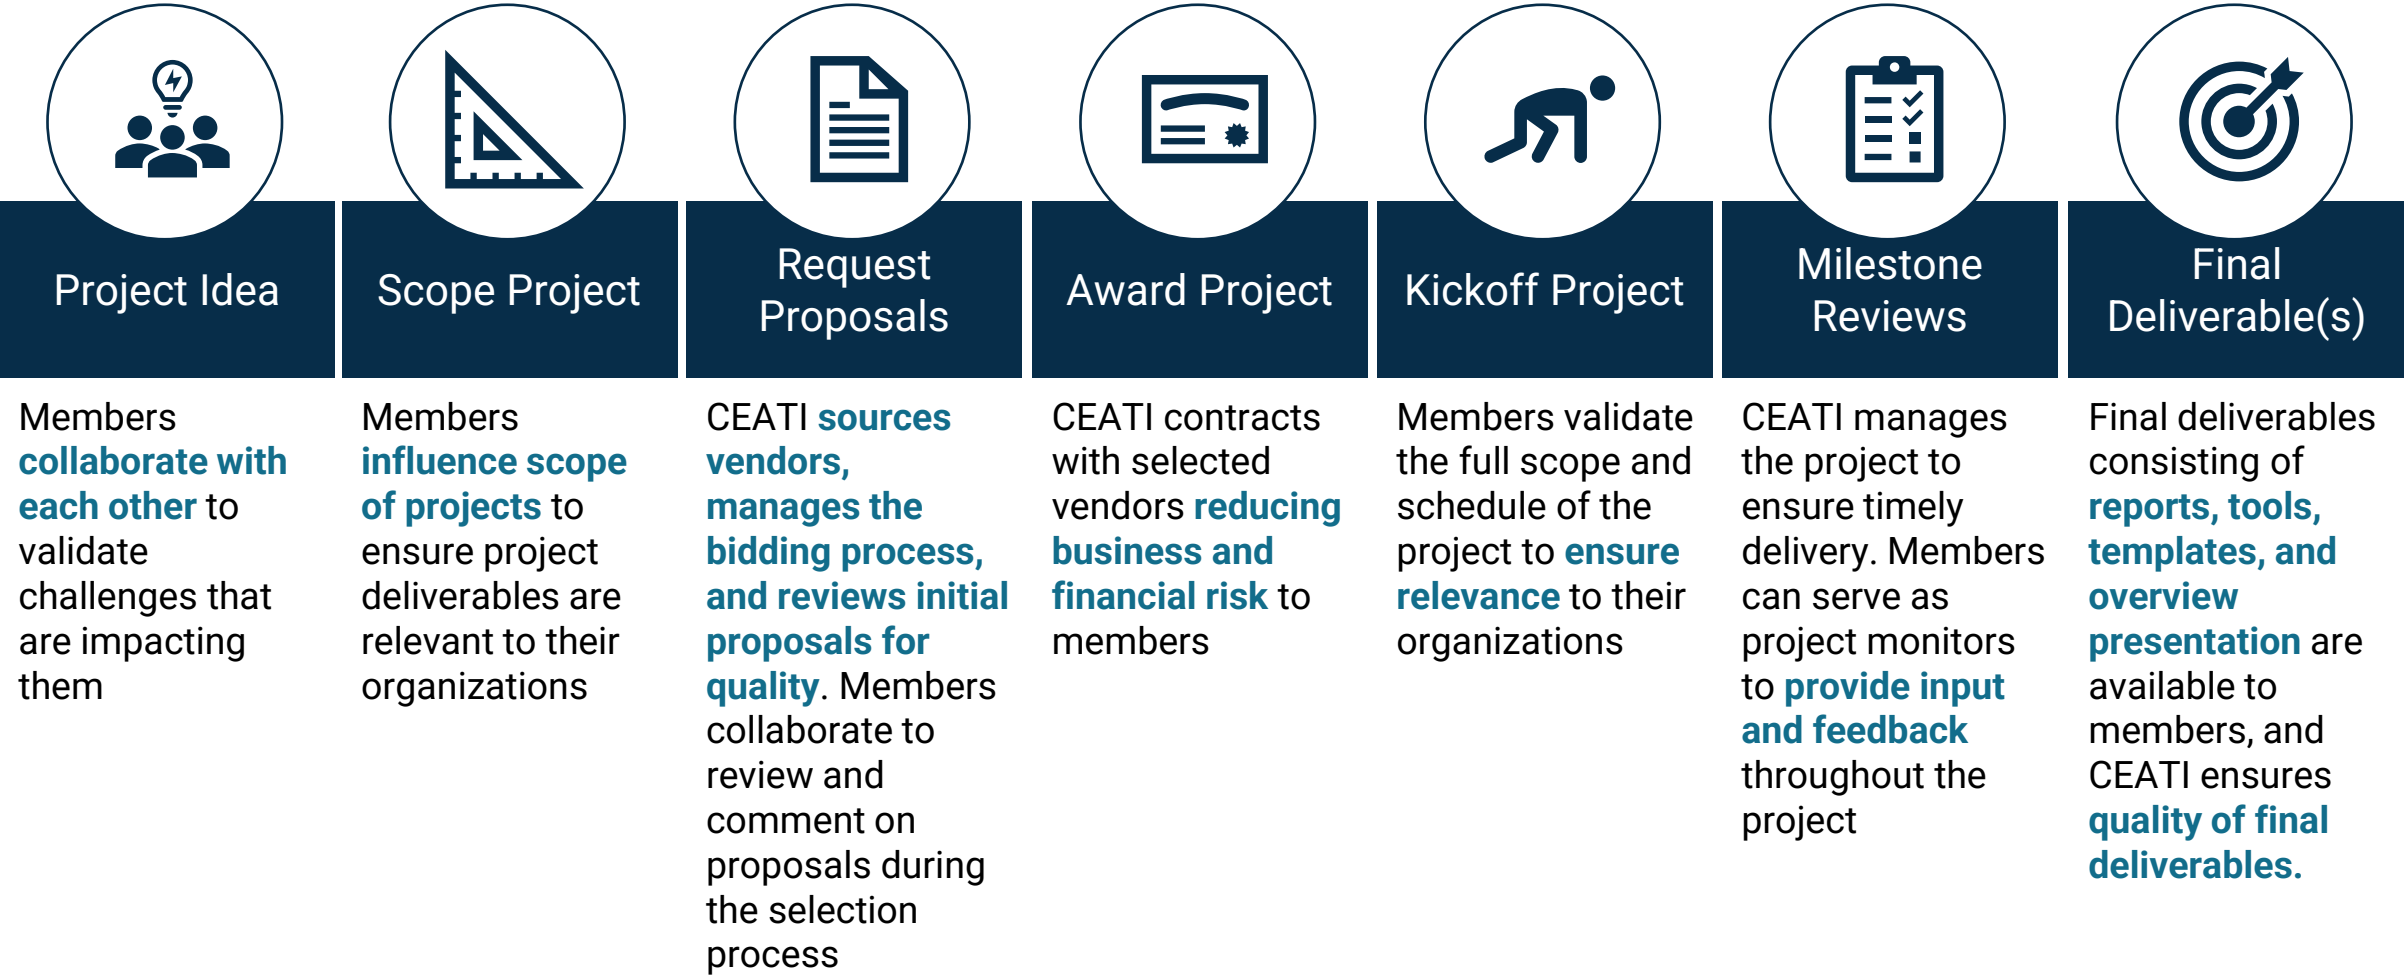 Project Idea
Members
collaborate with
each other to
validate
challenges that
are impacting
them
Scope Project
Members
influence scope
of projects to
ensure project
deliverables are
relevant to their
organizations
Request
Proposals
CEATI sources
vendors,
manages the
bidding process,
and reviews initial
proposals for
quality. Members
collaborate to
review and
comment on
proposals during
the selection
process
Award Project
CEATI contracts
with selected
vendors reducing
business and
financial risk to
members
Kickoff Project
Members validate
the full scope and
schedule of the
project to ensure
relevance to their
organizations
Milestone
Reviews
CEATI manages
the project to
ensure timely
delivery. Members
can serve as
project monitors
to provide input
and feedback
throughout the
project
Final
Deliverable(s)
Final deliverables
consisting of
reports, tools,
templates, and
overview
presentation are
available to
members, and
CEATI ensures
quality of final
deliverables.